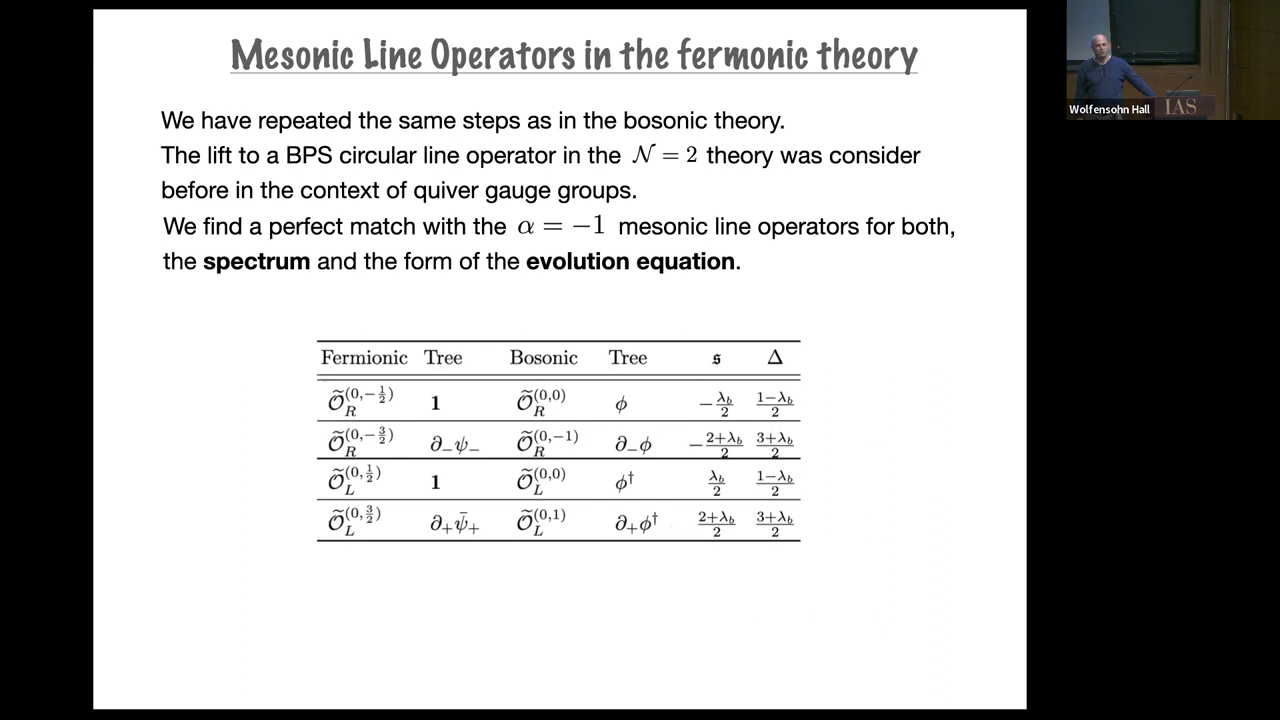 Mesonic Line Operators in the fermonic theory
We have repeated the same steps as in the bosonic theory.
The lift to a BPS circular line operator in the 𝒩 = 2 theory was consider
before in the context of quiver gauge groups.
We find a perfect match with the α = −1 mesonic line operators for both,
the spectrum and the form of the evolution equation.
Fermionic Tree Bosonic Tree 𝔰 Δ
Õ_R^(0,−1/2) 1 Õ_R^(0,0) ϕ −λ_b/2 (1−λ_b)/2
Õ_R^(0,−3/2) ∂_−ψ_− Õ_R^(0,−1) ∂_−ϕ −(2+λ_b)/2 (3+λ_b)/2
Õ_L^(0,1/2) 1 Õ_L^(0,0) ϕ† λ_b/2 (1−λ_b)/2
Õ_L^(0,3/2) ∂_+ψ̄_+ Õ_L^(0,1) ∂_+ϕ† (2+λ_b)/2 (3+λ_b)/2
Wolfensohn Hall
IAS